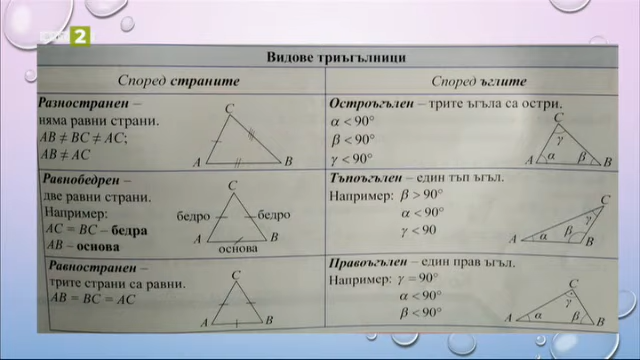 2
Видове триъгълници
Според страните
Според ъглите
Разностранен –
няма равни страни.
AB ≠ BC ≠ AC;
AB ≠ AC
C
A
B
Остроъгълен – трите ъгъла са остри.
α < 90°
β < 90°
γ < 90°
C
γ
A
α
β
B
Равнобедрен –
две равни страни.
Например:
AC = BC – бедра
AB – основа
C
бедро
бедро
A
B
основа
Тъпоъгълен – един тъп ъгъл.
Например: β > 90°
α < 90°
γ < 90
C
γ
A
α
β
B
Равностранен –
трите страни са равни.
AB = BC = AC
C
A
B
Правоъгълен – един прав ъгъл.
Например: γ = 90°
α < 90°
β < 90°
C
γ
A
α
β
B